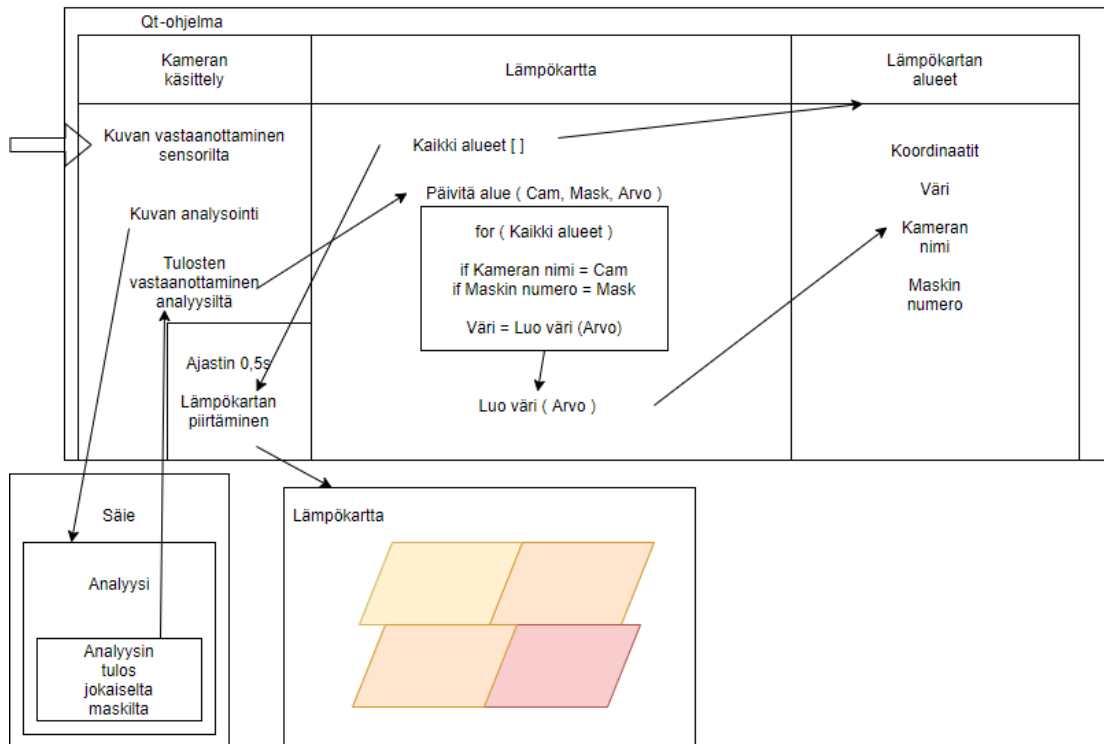 Qt-ohjelma
Kameran
käsittely
Lämpökartta
Lämpökartan
alueet
Kuvan vastaanottaminen
sensorilta
Kuvan analysointi
Tulosten
vastaanottaminen
analyysiltä
Ajastin 0,5s
Lämpökartan
piirtäminen
Kaikki alueet [ ]
Päivitä alue ( Cam, Mask, Arvo )
for ( Kaikki alueet )
if Kameran nimi = Cam
if Maskin numero = Mask
Väri = Luo väri (Arvo)
Luo väri ( Arvo )
Koordinaatit
Väri
Kameran
nimi
Maskin
numero
Säie
Analyysi
Analyysin
tulos
jokaiselta
maskilta
Lämpökartta